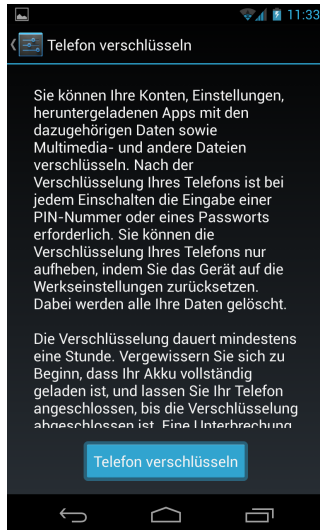 11:33
Telefon verschlüsseln
Sie können Ihre Konten, Einstellungen,
heruntergeladenen Apps mit den
dazugehörigen Daten sowie
Multimedia- und andere Dateien
verschlüsseln. Nach der
Verschlüsselung Ihres Telefons ist bei
jedem Einschalten die Eingabe einer
PIN-Nummer oder eines Passworts
erforderlich. Sie können die
Verschlüsselung Ihres Telefons nur
aufheben, indem Sie das Gerät auf die
Werkseinstellungen zurücksetzen.
Dabei werden alle Ihre Daten gelöscht.
Die Verschlüsselung dauert mindestens
eine Stunde. Vergewissern Sie sich zu
Beginn, dass Ihr Akku vollständig
geladen ist, und lassen Sie Ihr Telefon
angeschlossen, bis die Verschlüsselung
abgeschlossen ist. Eine Unterbrechung
Telefon verschlüsseln